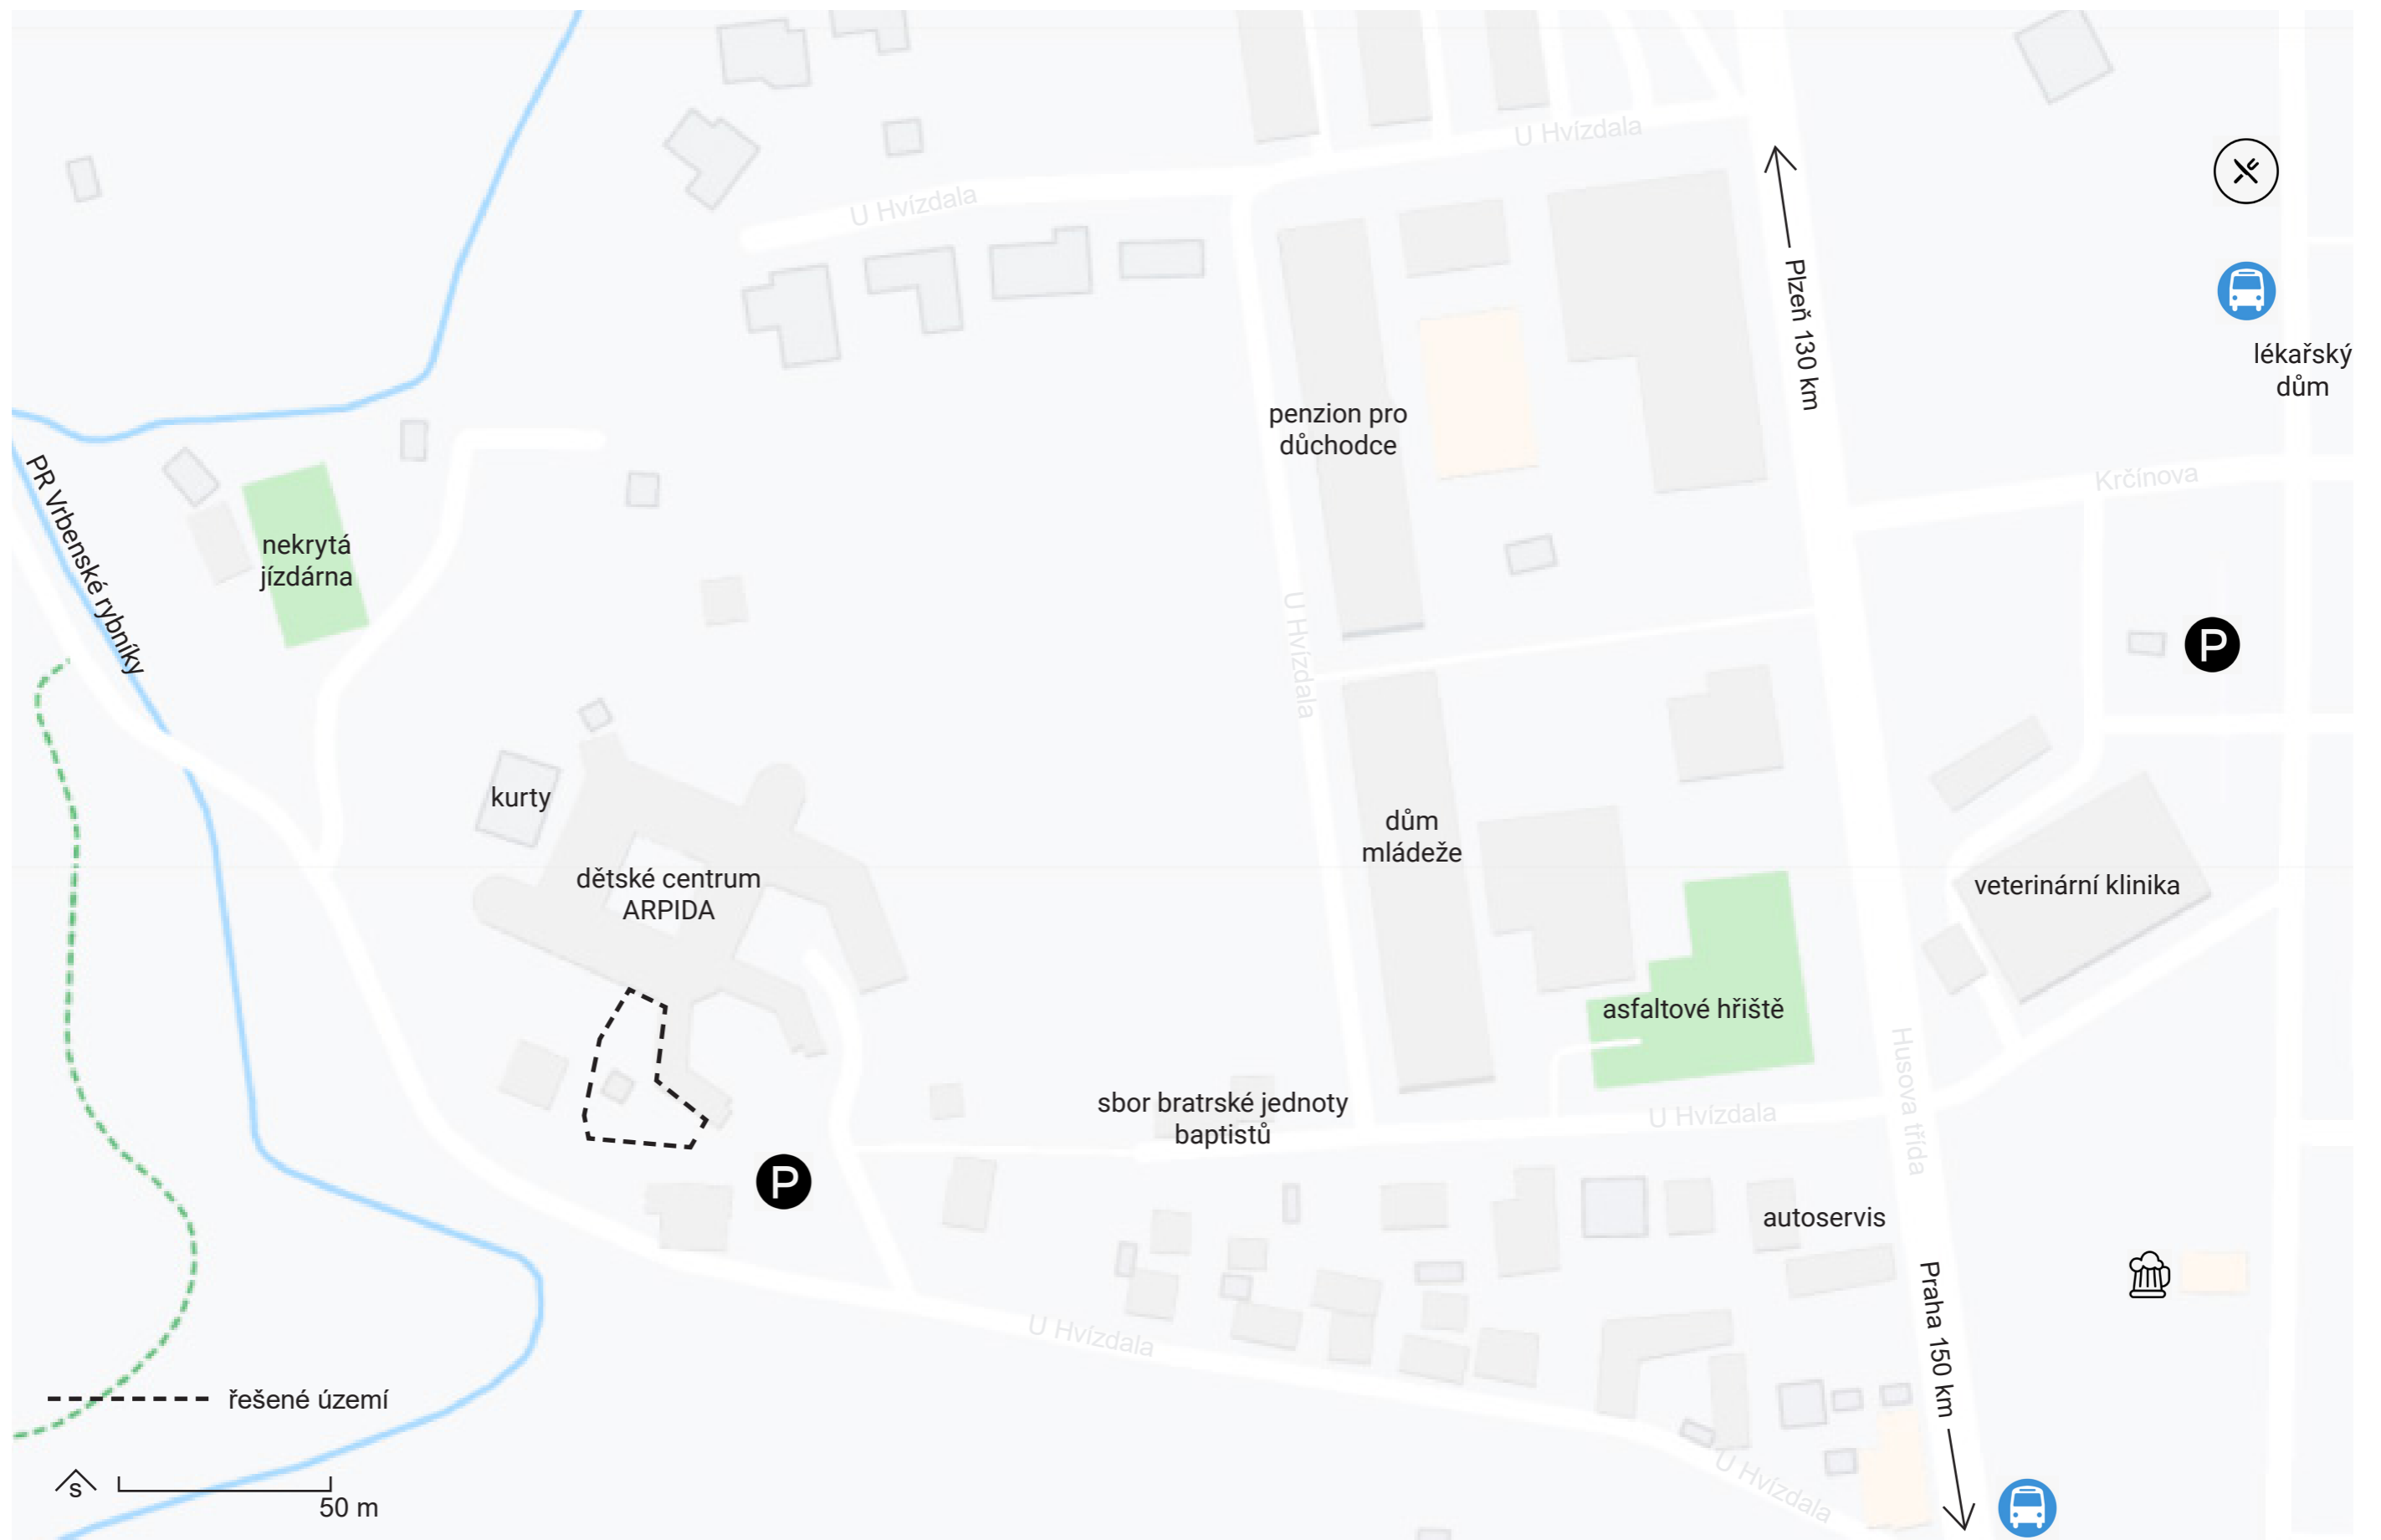 U Hvízdala
U Hvízdala
Plzeň 130 km
lékařský
dům
penzion pro
důchodce
Krčínova
PR Vrbenské rybníky
nekrytá
jízdárna
U Hvízdala
P
kurty
dům
mládeže
dětské centrum
ARPIDA
veterinární klinika
asfaltové hřiště
Husova třída
sbor bratrské jednoty
baptistů
U Hvízdala
P
autoservis
Praha 150 km
U Hvízdala
řešené území
U Hvízdala
S
50 m